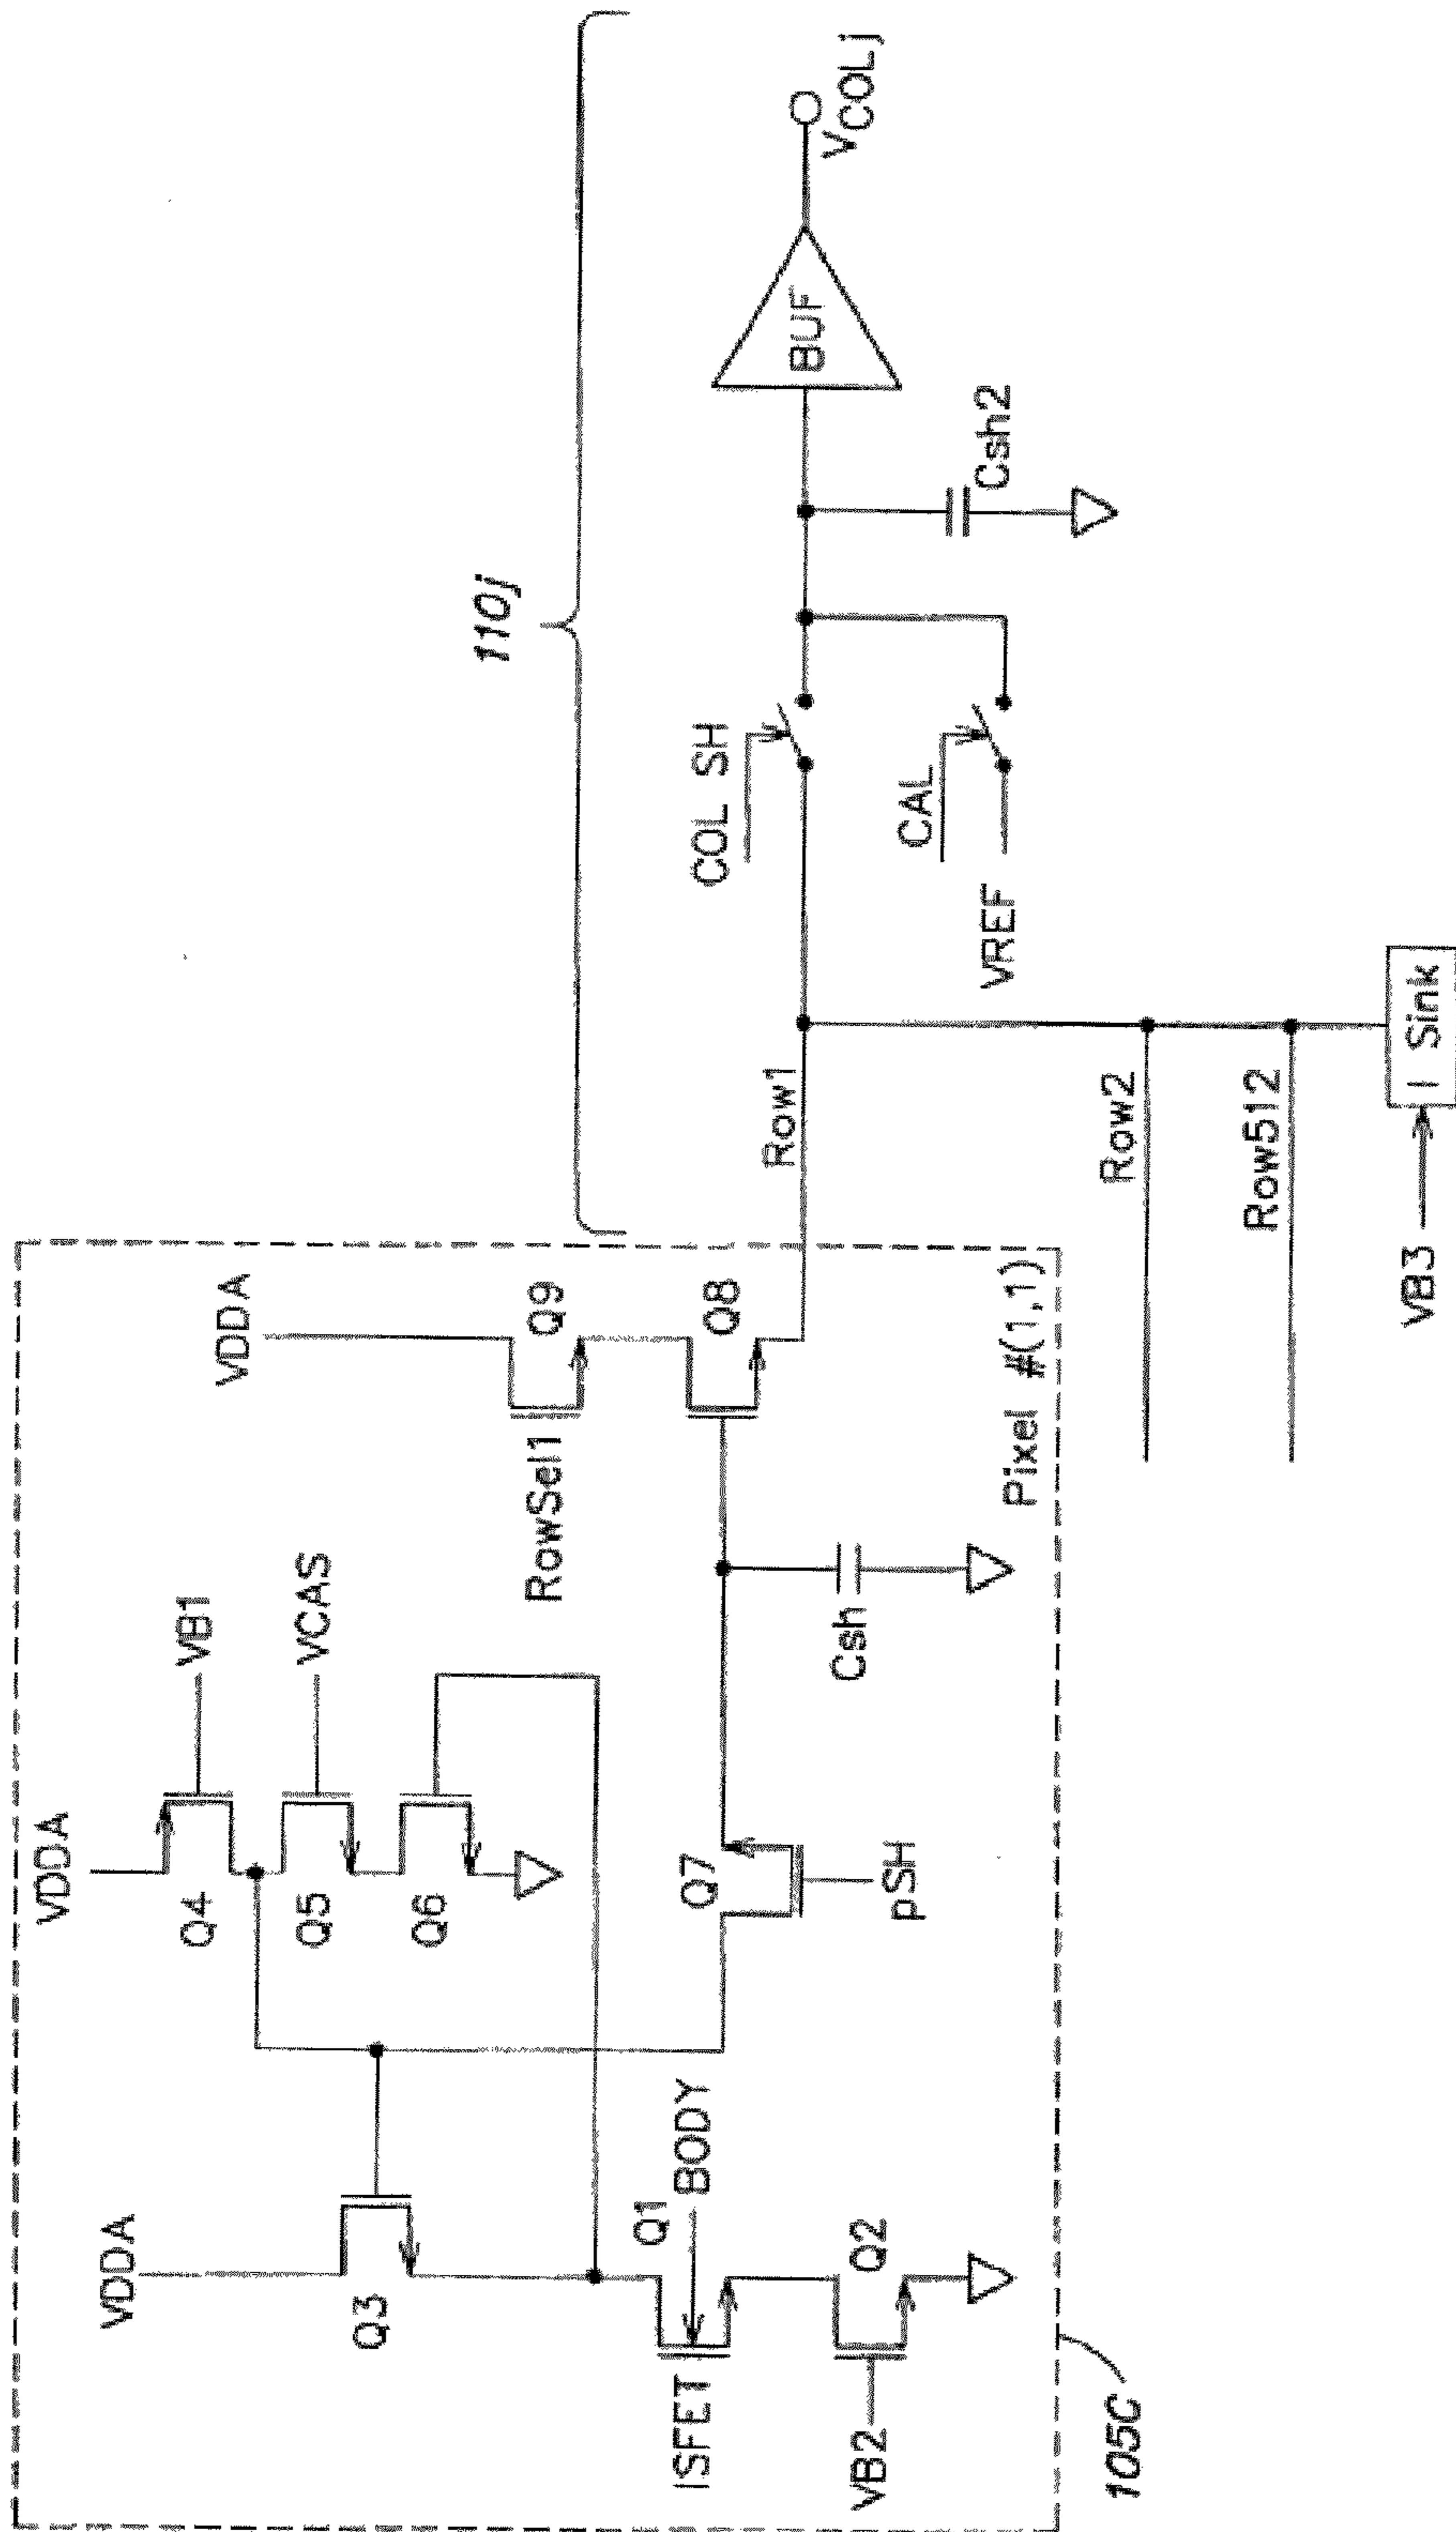 110j
VDDA
VB1
Q4
VCAS
Q5
Q6
VDDA
Q3
VDDA
Q9
RowSel1
Q8
Row1
COL SH
CAL
VREF
BUF
VCOLj
Csh2
Q7
pSH
Csh
ISFET
Q1
BODY
VB2
Q2
Pixel #(1,1)
105C
Row2
Row512
VB3
I Sink